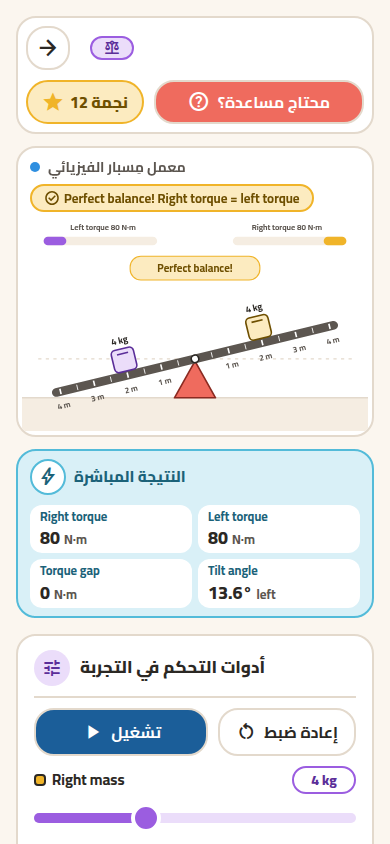 محتاج مساعدة؟
12 نجمة
معمل مسبار الفيزيائي
Perfect balance! Right torque = left torque
Left torque 80 N·m
Right torque 80 N·m
Perfect balance!
4 kg
4 kg
4 m
3 m
2 m
1 m
1 m
2 m
3 m
4 m
النتيجة المباشرة
Right torque
80 N·m
Left torque
80 N·m
Torque gap
0 N·m
Tilt angle
13.6° left
أدوات التحكم في التجربة
تشغيل
إعادة ضبط
Right mass
4 kg